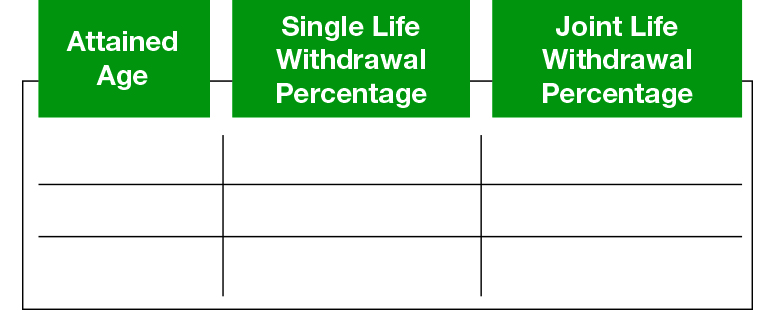 Attained
Age
Single Life
Withdrawal
Percentage
Joint Life
Withdrawal
Percentage